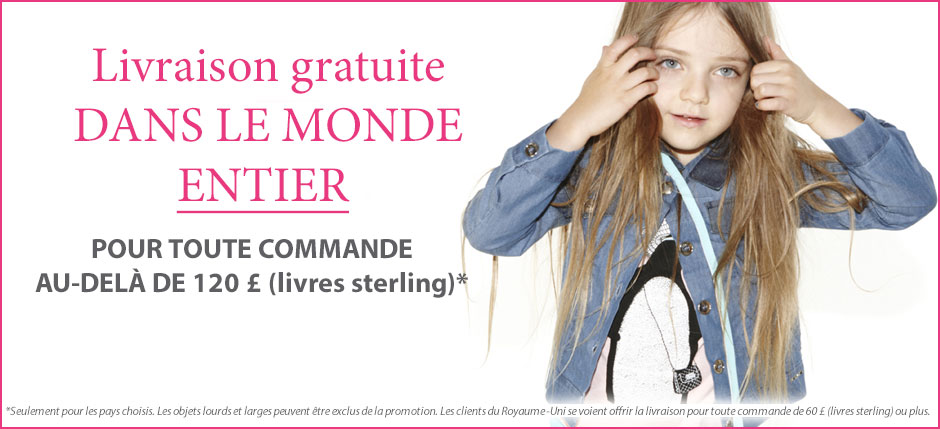 Livraison gratuite
DANS LE MONDE
ENTIER
POUR TOUTE COMMANDE
AU-DELÀ DE 120 £ (livres sterling)*
*Seulement pour les pays choisis. Les objets lourds et larges peuvent être exclus de la promotion. Les clients du Royaume-Uni se voient offrir la livraison pour toute commande de 60 £ (livres sterling) ou plus.